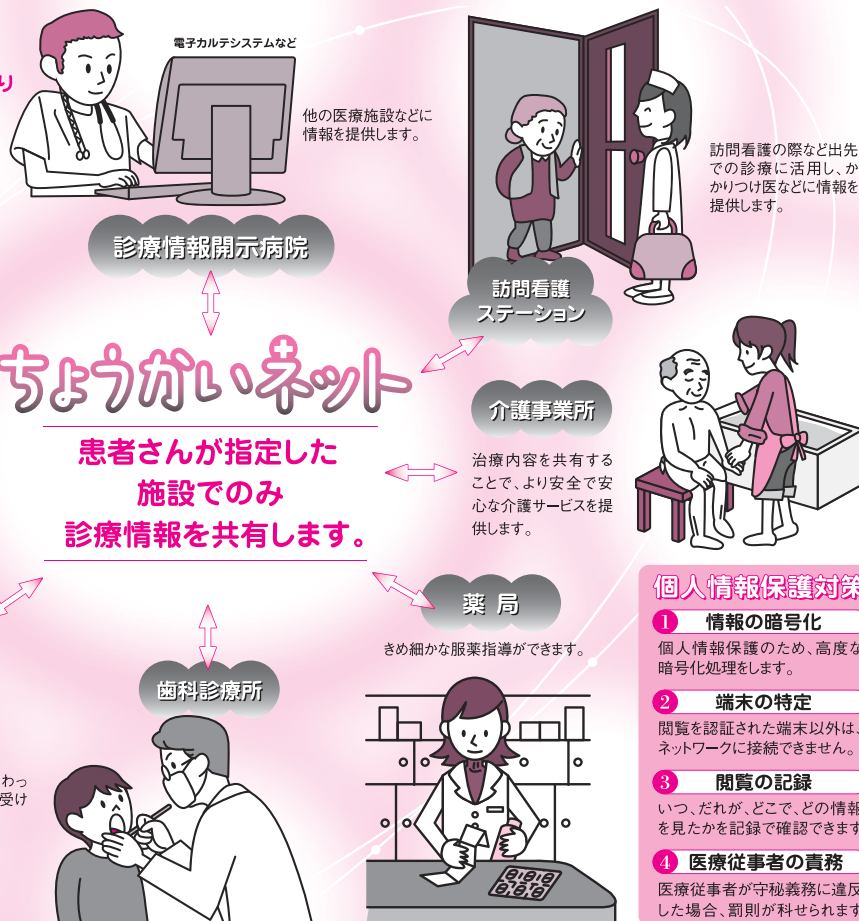 り
電子カルテシステムなど
他の医療施設などに
情報を提供します。
診療情報開示病院
訪問看護の際など出先
での診療に活用し、か
かりつけ医などに情報を
提供します。
訪問看護
ステーション
ちょうかいネット
患者さんが指定した
施設でのみ
診療情報を共有します。
介護事業所
治療内容を共有する
ことで、より安全で安
心な介護サービスを提
供します。
薬 局
きめ細かな服薬指導ができます。
歯科診療所
わっ
受け
個人情報保護対策
1 情報の暗号化
個人情報保護のため、高度な
暗号化処理をします。
2 端末の特定
閲覧を認証された端末以外は、
ネットワークに接続できません。
3 閲覧の記録
いつ、だれが、どこで、どの情報
を見たかを記録で確認できます
4 医療従事者の責務
医療従事者が守秘義務に違反
した場合、罰則が科せられます